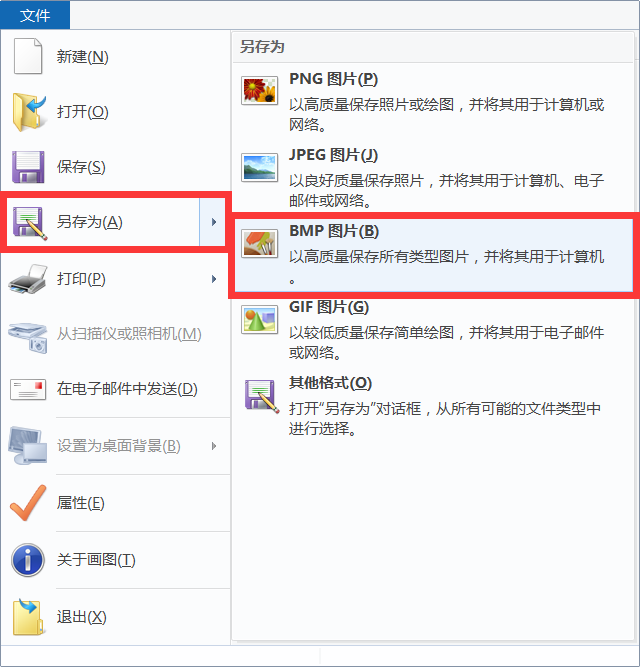 文件
新建(N)
打开(O)
保存(S)
另存为(A)
打印(P)
从扫描仪或照相机(M)
在电子邮件中发送(D)
设置为桌面背景(B)
属性(E)
关于画图(T)
退出(X)
另存为
PNG 图片(P)
以高质量保存照片或绘图，并将其用于计算机或
网络。
JPEG 图片(J)
以良好质量保存照片，并将其用于计算机、电子
邮件或网络。
BMP 图片(B)
以高质量保存所有类型图片，并将其用于计算机
。
GIF 图片(G)
以较低质量保存简单绘图，并将其用于电子邮件
或网络。
其他格式(O)
打开“另存为”对话框，从所有可能的文件类型中
进行选择。